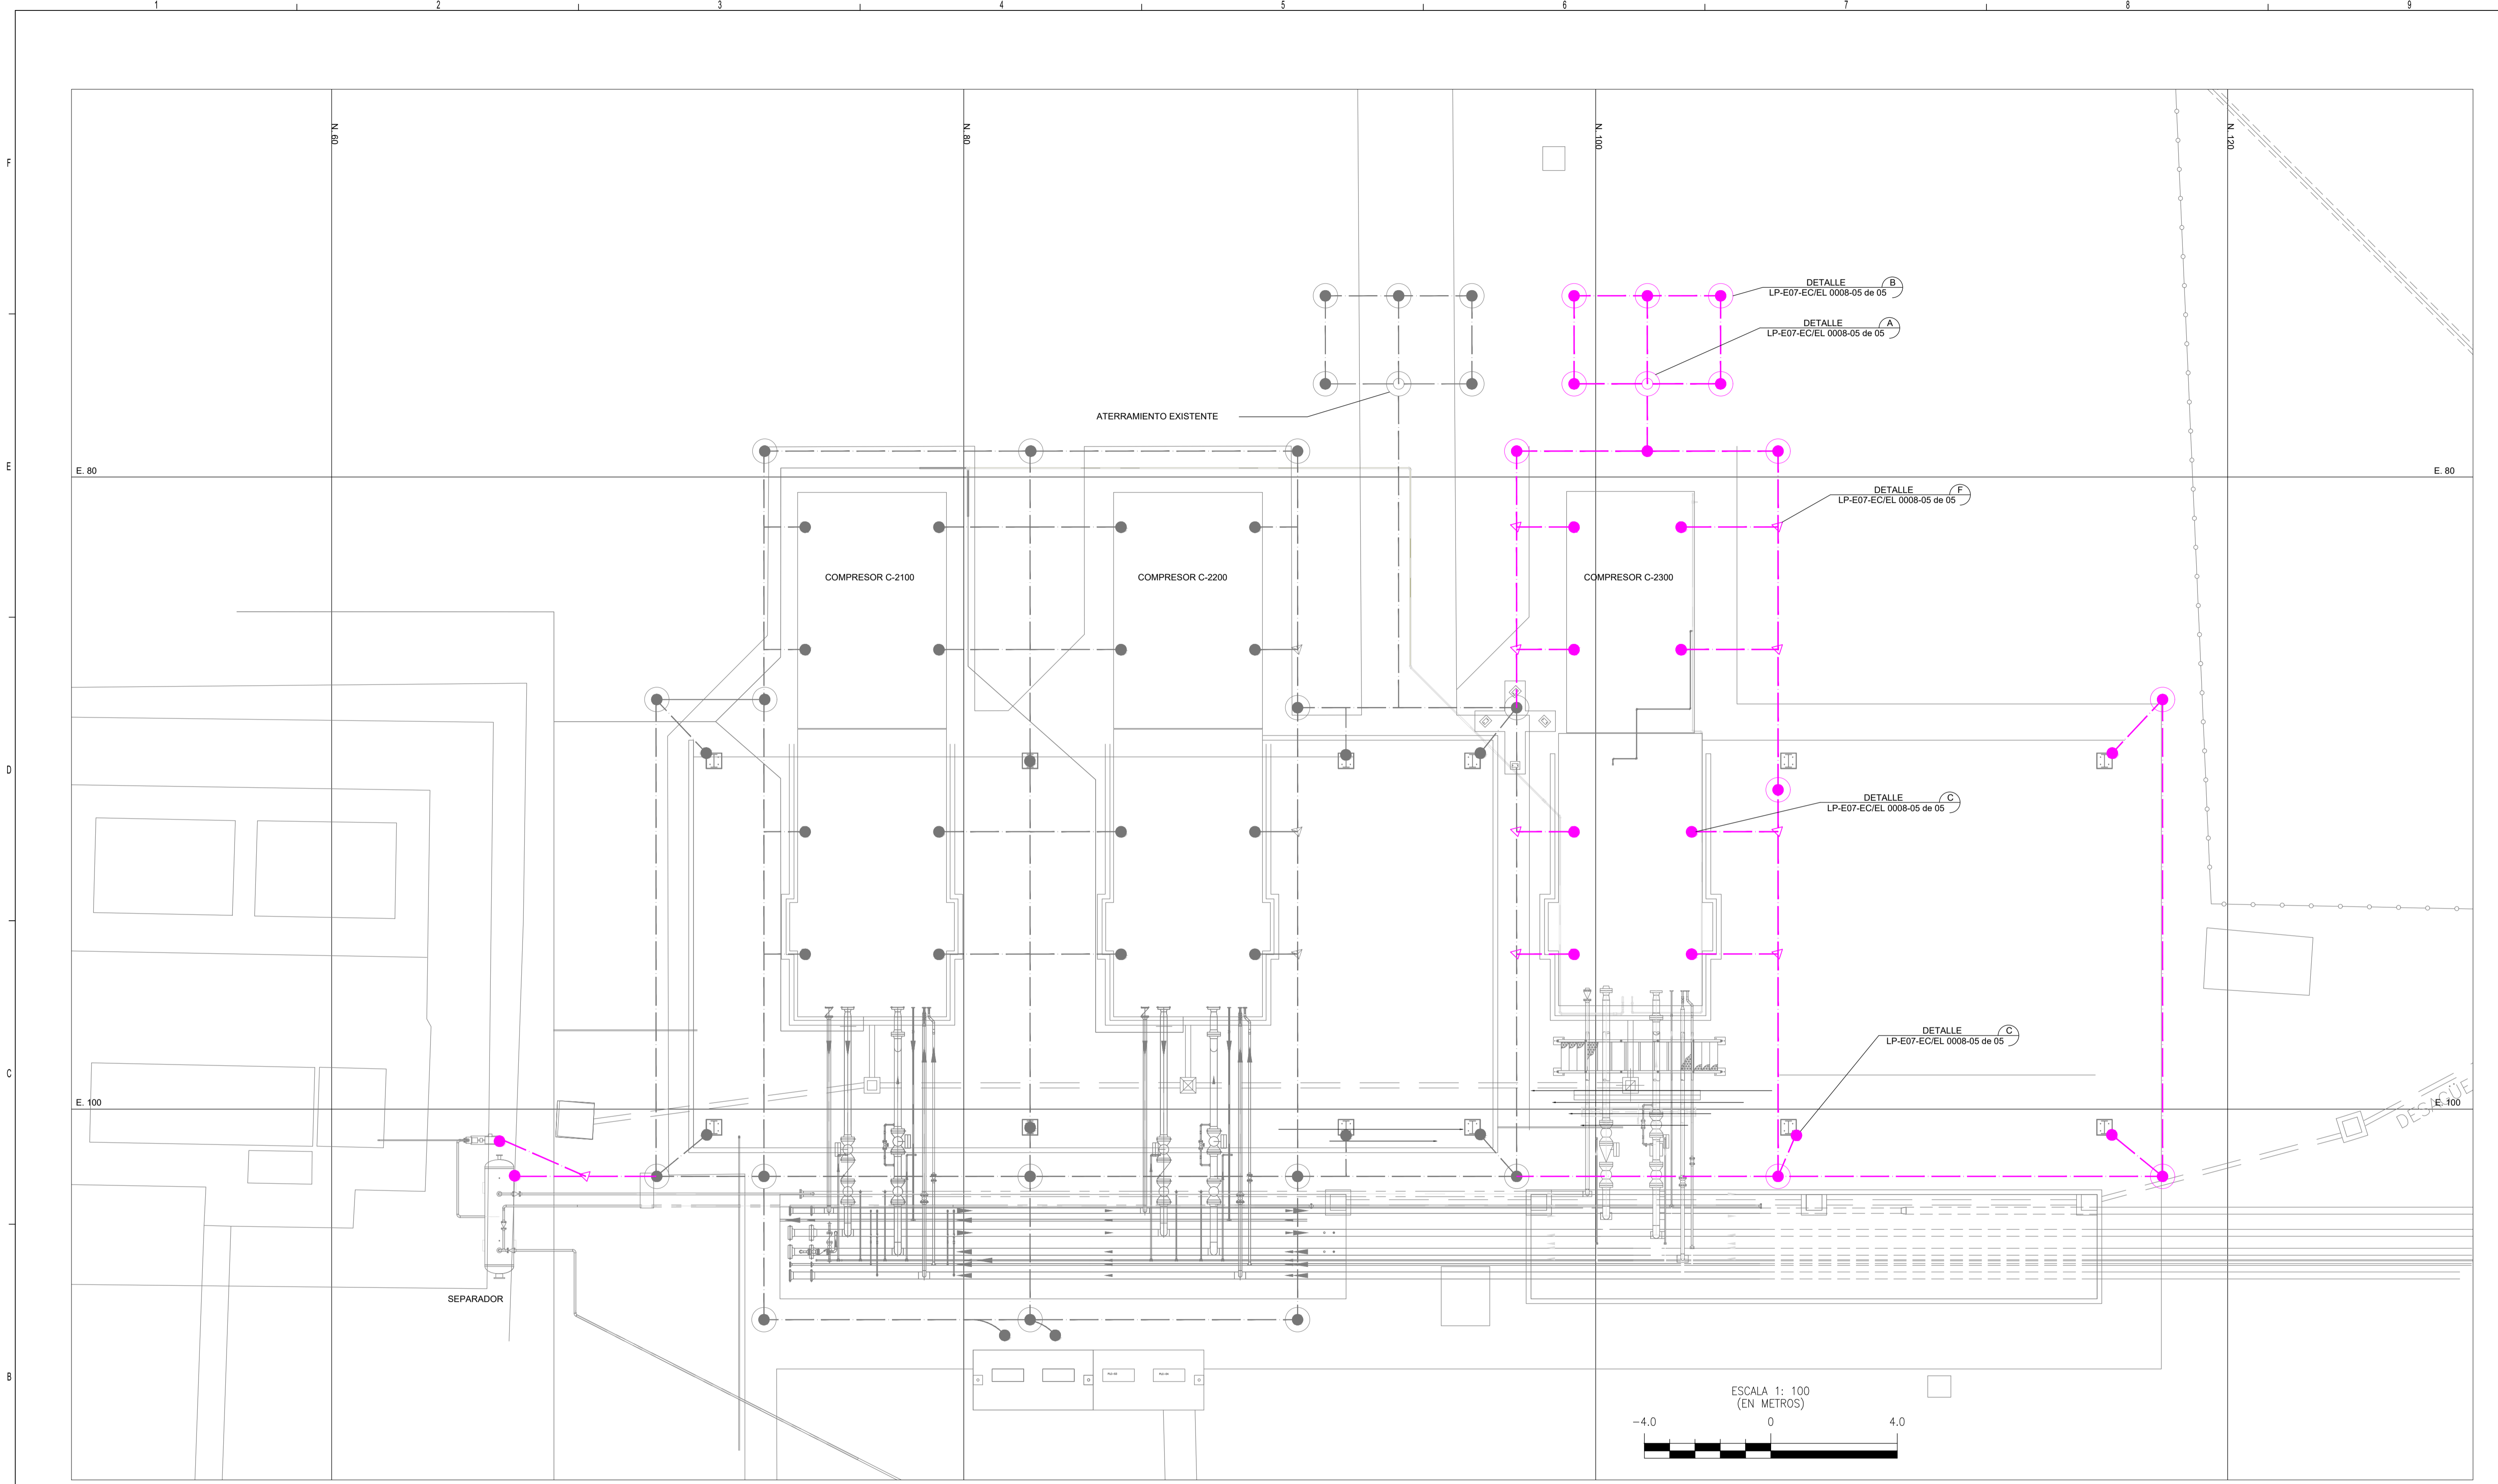 1 2 3 4 5 6 7 8 9
N. 60
N. 80
N. 100
N. 120
F
DETALLE B
LP-E07-EC/EL 0008-05 de 05
DETALLE A
LP-E07-EC/EL 0008-05 de 05
ATERRAMIENTO EXISTENTE
E
E. 80
E. 80
DETALLE F
LP-E07-EC/EL 0008-05 de 05
COMPRESOR C-2100
COMPRESOR C-2200
COMPRESOR C-2300
D
DETALLE C
LP-E07-EC/EL 0008-05 de 05
DETALLE C
LP-E07-EC/EL 0008-05 de 05
C
E. 100
E. 100
DESAGÜE
SEPARADOR
B
ESCALA 1: 100
(EN METROS)
-4.0 0 4.0